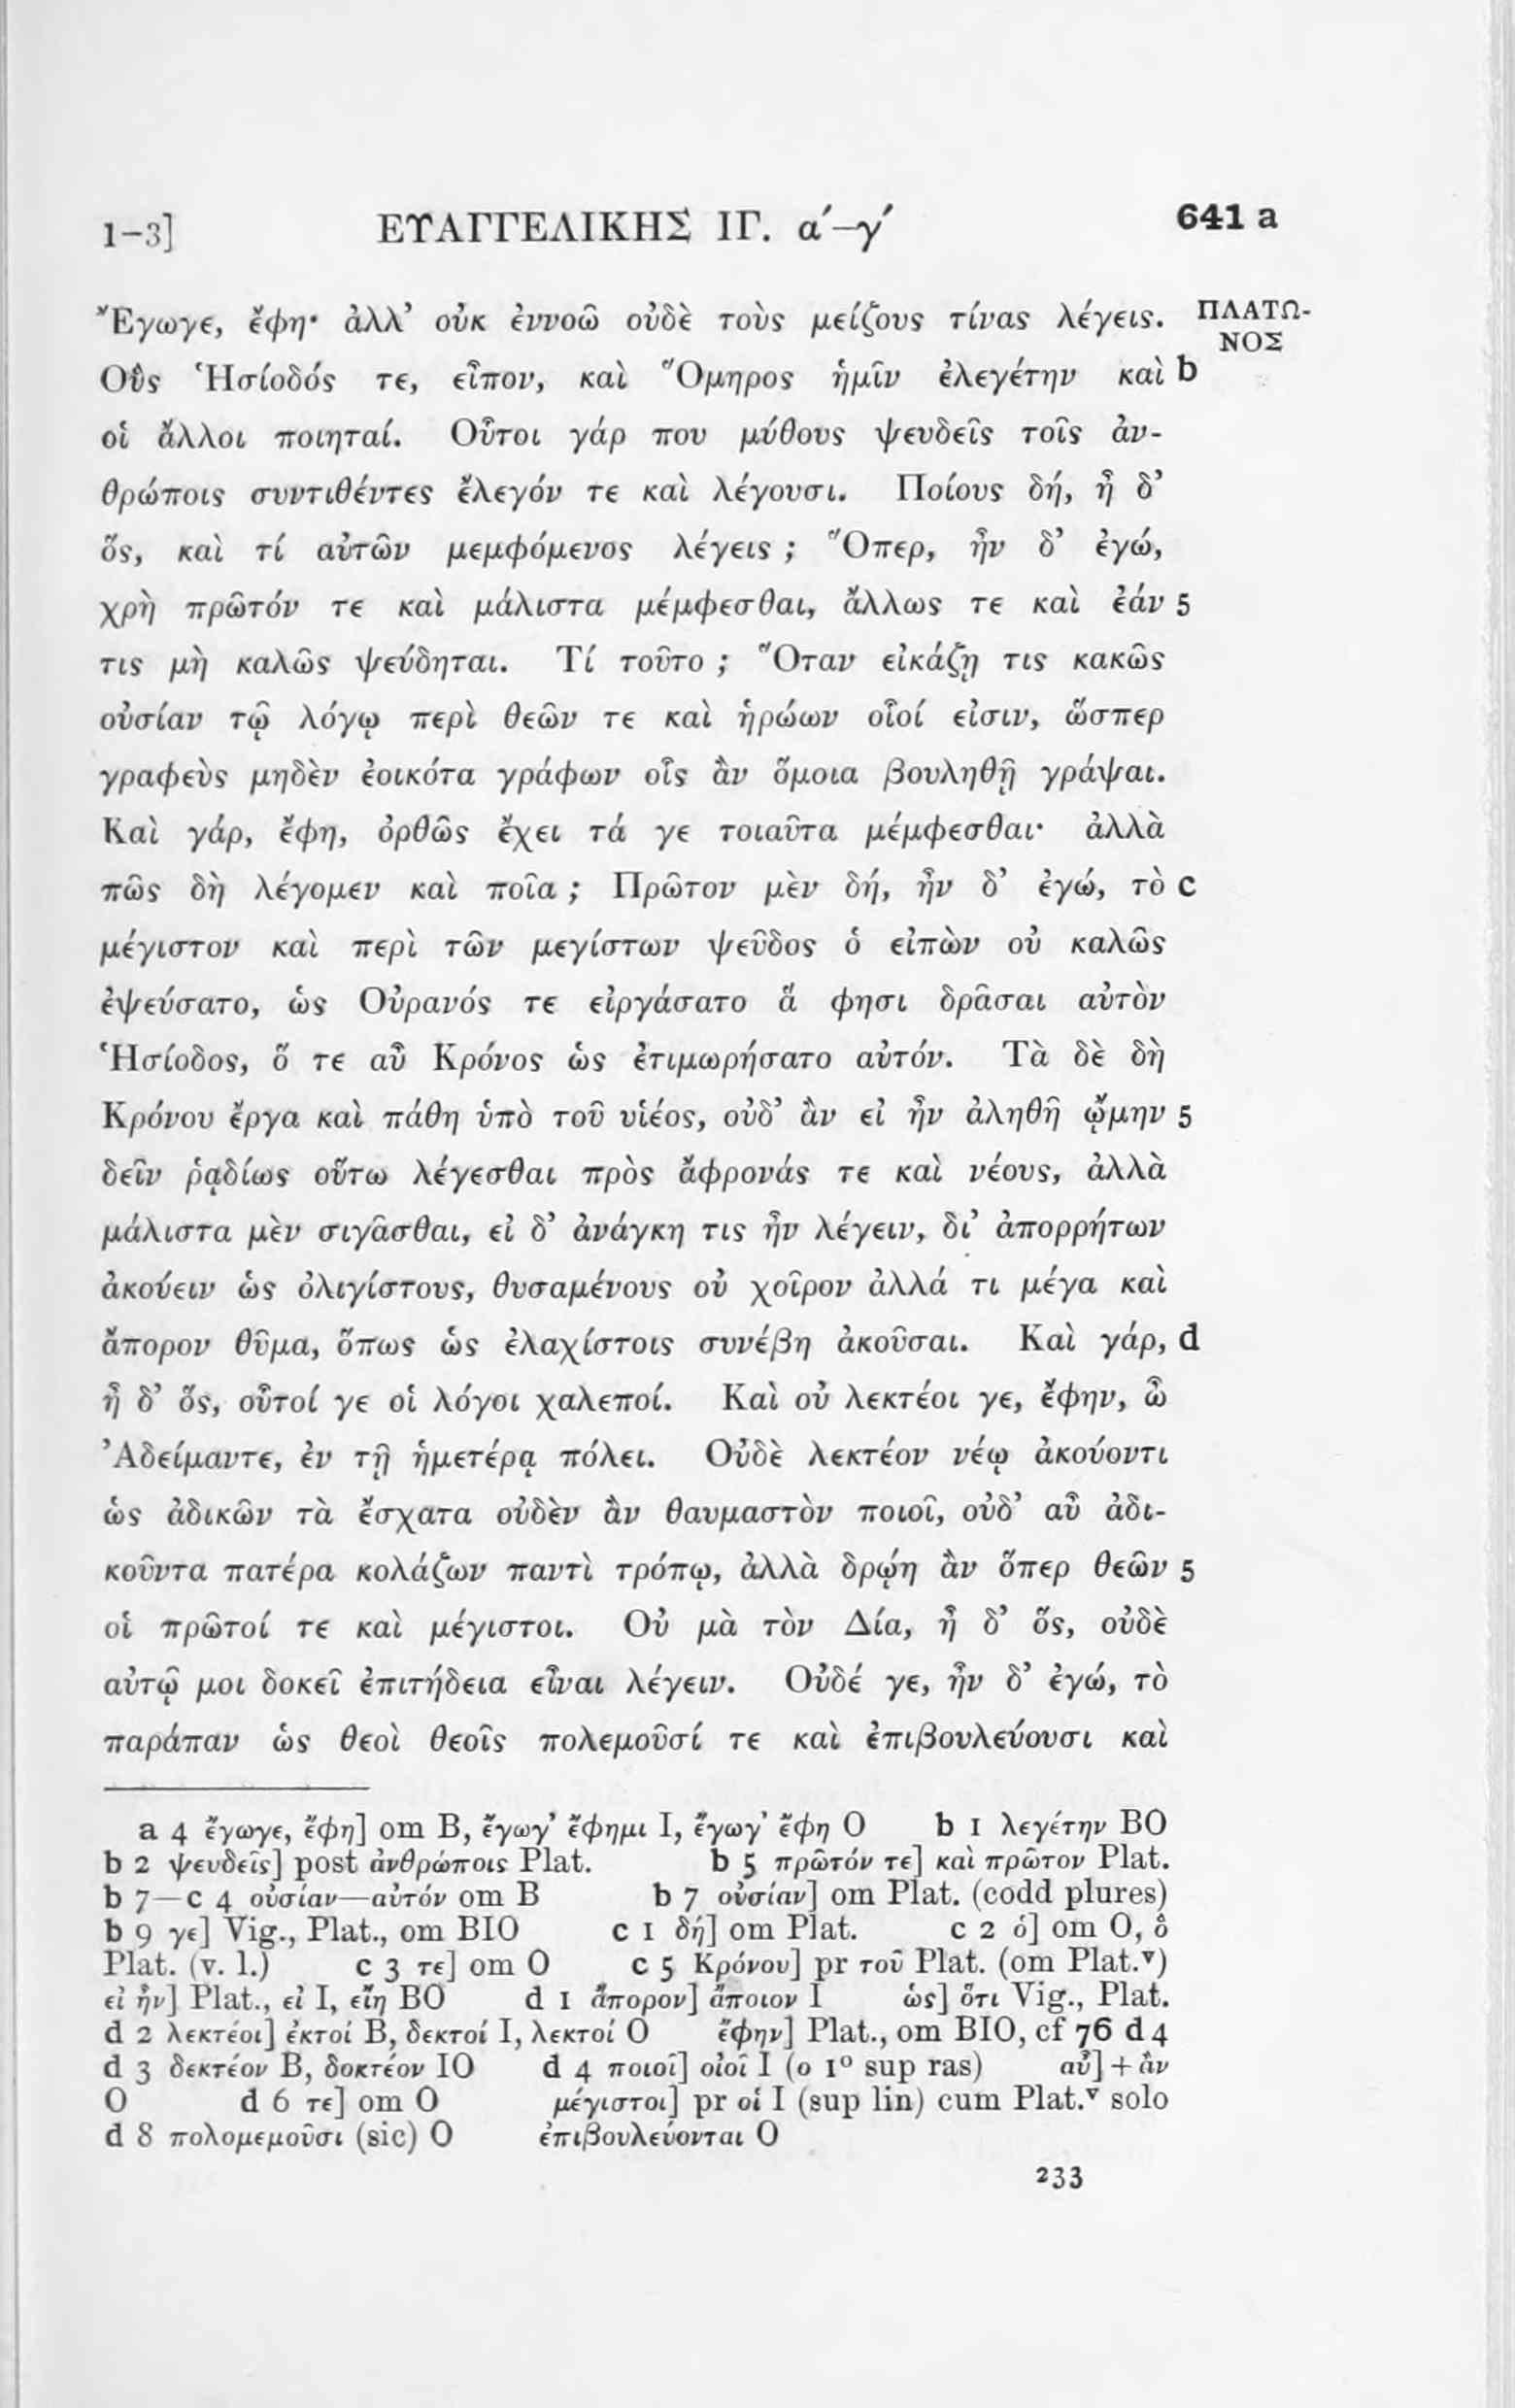 1-3] ΕΥΑΓΓΕΛΙΚΗΣ ΙΓ. α΄–γ΄ 641 a
Ἔγωγε, ἔφη· ἀλλ’ οὐκ ἐννοῶ οὐδὲ τοὺς μείζους τίνας λέγεις. ΠΛΑΤΩ-
ΝΟΣ
Οὓς Ἡσίοδός τε, εἶπον, καὶ Ὅμηρος ἡμῖν ἐλεγέτην καὶ b
οἱ ἄλλοι ποιηταί. Οὗτοι γάρ που μύθους ψευδεῖς τοῖς ἀν-
θρώποις συντιθέντες ἔλεγόν τε καὶ λέγουσι. Ποίους δή, ἦ δ’
ὅς, καὶ τί αὐτῶν μεμφόμενος λέγεις ; Ὅπερ, ἦν δ’ ἐγώ,
χρὴ πρῶτόν τε καὶ μάλιστα μέμφεσθαι, ἄλλως τε καὶ ἐάν 5
τις μὴ καλῶς ψεύδηται. Τί τοῦτο ; Ὅταν εἰκάζῃ τις κακῶς
οὐσίαν τῷ λόγῳ περὶ θεῶν τε καὶ ἡρώων οἷοί εἰσιν, ὥσπερ
γραφεὺς μηδὲν ἐοικότα γράφων οἷς ἂν ὅμοια βουληθῇ γράψαι.
Καὶ γάρ, ἔφη, ὀρθῶς ἔχει τά γε τοιαῦτα μέμφεσθαι· ἀλλὰ
πῶς δὴ λέγομεν καὶ ποῖα ; Πρῶτον μὲν δή, ἦν δ’ ἐγώ, τὸ c
μέγιστον καὶ περὶ τῶν μεγίστων ψεῦδος ὁ εἰπὼν οὐ καλῶς
ἐψεύσατο, ὡς Οὐρανός τε εἰργάσατο ἅ φησι δρᾶσαι αὐτὸν
Ἡσίοδος, ὅ τε αὖ Κρόνος ὡς ἐτιμωρήσατο αὐτόν. Τὰ δὲ δὴ
Κρόνου ἔργα καὶ πάθη ὑπὸ τοῦ υἱέος, οὐδ’ ἂν εἰ ἦν ἀληθῆ ᾤμην 5
δεῖν ῥᾳδίως οὕτω λέγεσθαι πρὸς ἄφρονάς τε καὶ νέους, ἀλλὰ
μάλιστα μὲν σιγᾶσθαι, εἰ δ’ ἀνάγκη τις ἦν λέγειν, δι’ ἀπορρήτων
ἀκούειν ὡς ὀλιγίστους, θυσαμένους οὐ χοῖρον ἀλλά τι μέγα καὶ
ἄπορον θῦμα, ὅπως ὡς ἐλαχίστοις συνέβη ἀκοῦσαι. Καὶ γάρ, d
ἦ δ’ ὅς, οὗτοί γε οἱ λόγοι χαλεποί. Καὶ οὐ λεκτέοι γε, ἔφην, ὦ
Ἀδείμαντε, ἐν τῇ ἡμετέρᾳ πόλει. Οὐδὲ λεκτέον νέῳ ἀκούοντι
ὡς ἀδικῶν τὰ ἔσχατα οὐδὲν ἂν θαυμαστὸν ποιοῖ, οὐδ’ αὖ ἀδι-
κοῦντα πατέρα κολάζων παντὶ τρόπῳ, ἀλλὰ δρῴη ἂν ὅπερ θεῶν 5
οἱ πρῶτοί τε καὶ μέγιστοι. Οὐ μὰ τὸν Δία, ἦ δ’ ὅς, οὐδὲ
αὐτῷ μοι δοκεῖ ἐπιτήδεια εἶναι λέγειν. Οὐδέ γε, ἦν δ’ ἐγώ, τὸ
παράπαν ὡς θεοὶ θεοῖς πολεμοῦσί τε καὶ ἐπιβουλεύουσι καὶ
a 4 ἔγωγε, ἔφη] om B, ἔγωγ’ ἔφημι I, ἔγωγ’ ἔφη O b 1 λεγέτην BO
b 2 ψευδεῖς] post ἀνθρώποις Plat. b 5 πρῶτόν τε] καὶ πρῶτον Plat.
b 7—c 4 οὐσίαν—αὐτόν om B b 7 οὐσίαν] om Plat. (codd plures)
b 9 γε] Vig., Plat., om BIO c 1 δή] om Plat. c 2 ὁ] om O, ὃ
Plat. (v. l.) c 3 τε] om O c 5 Κρόνου] pr τοῦ Plat. (om Plat.ᵛ)
εἰ ἦν] Plat., εἰ I, εἴη BO d 1 ἄπορον] ἄποιον I ὡς] ὅτι Vig., Plat.
d 2 λεκτέοι] ἐκτοί B, δεκτοί I, λεκτοί O ἔφην] Plat., om BIO, cf 76 d 4
d 3 δεκτέον B, δοκτέον IO d 4 ποιοῖ] οἱοῖ I (ο 1º sup ras) αὖ] + ἂν
O d 6 τε] om O μέγιστοι] pr οἱ I (sup lin) cum Plat.ᵛ solo
d 8 πολομεμοῦσι (sic) O ἐπιβουλεύονται O
233